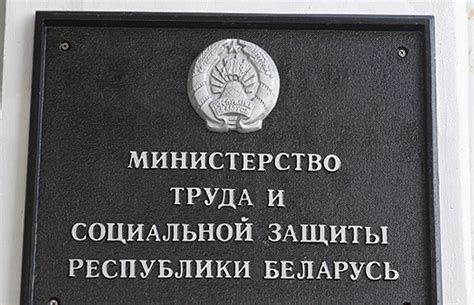 МИНИСТЕРСТВО
ТРУДА И
СОЦИАЛЬНОЙ ЗАЩИТЫ
РЕСПУБЛИКИ БЕЛАРУСЬ